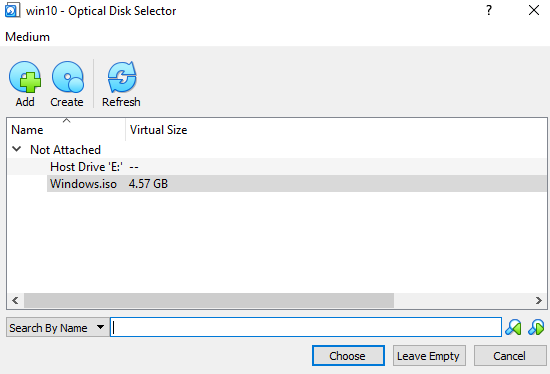 win10 - Optical Disk Selector ?
Medium
Add Create Refresh
Name Virtual Size
Not Attached
Host Drive 'E:' --
Windows.iso 4.57 GB
Search By Name
Choose Leave Empty Cancel